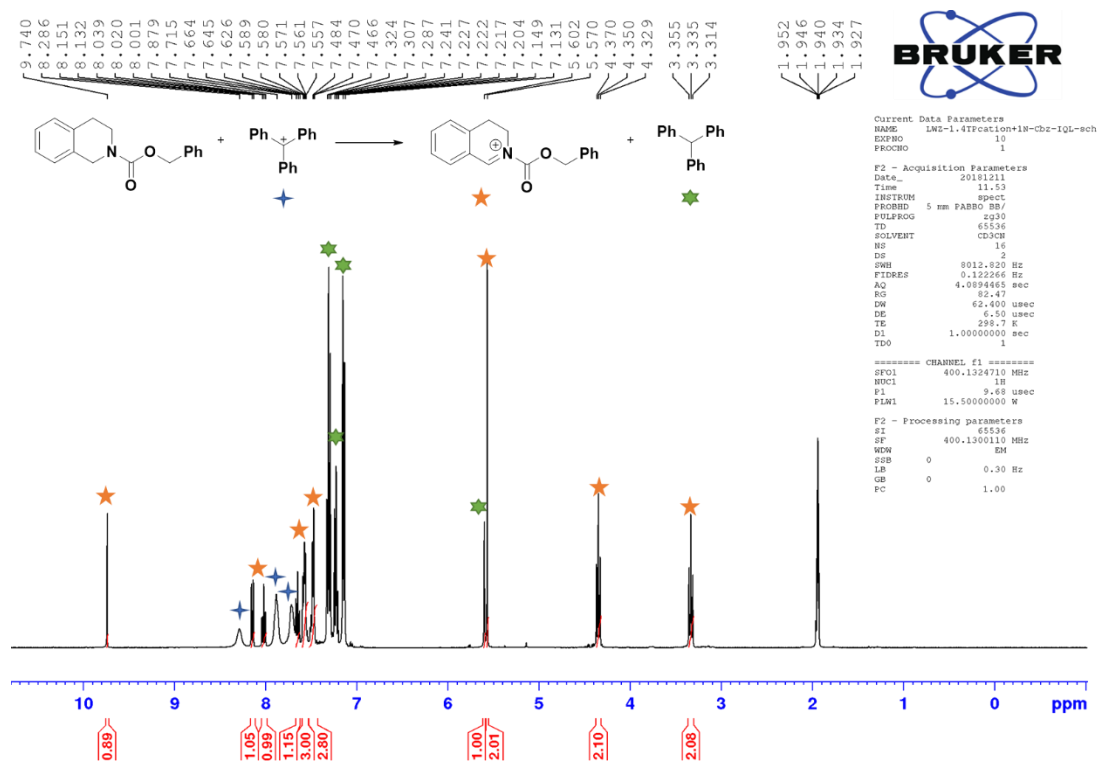 9.740
8.286
8.151
8.132
8.039
8.020
8.001
7.879
7.715
7.664
7.645
7.626
7.589
7.580
7.571
7.561
7.557
7.484
7.470
7.466
7.324
7.307
7.287
7.241
7.227
7.222
7.217
7.204
7.149
7.131
5.602
5.570
4.370
4.350
4.329
3.355
3.335
3.314
1.952
1.946
1.940
1.934
1.927
BRUKER
N O Ph
O
+
Ph Ph
+
Ph
N O Ph
+
O
+
Ph Ph
Ph
Current Data Parameters
NAME LWZ-1.4TPcation+1N-Cbz-IQL-sch
EXPNO 10
PROCNO 1
F2 - Acquisition Parameters
Date_ 20181211
Time 11.53
INSTRUM spect
PROBHD 5 mm PABBO BB/
PULPROG zg30
TD 65536
SOLVENT CD3CN
NS 16
DS 2
SWH 8012.820 Hz
FIDRES 0.122266 Hz
AQ 4.0894465 sec
RG 82.47
DW 62.400 usec
DE 6.50 usec
TE 298.7 K
D1 1.00000000 sec
TD0 1
======== CHANNEL f1 ========
SFO1 400.1324710 MHz
NUC1 1H
P1 9.68 usec
PLW1 15.50000000 W
F2 - Processing parameters
SI 65536
SF 400.1300110 MHz
WDW EM
SSB 0
LB 0.30 Hz
GB 0
PC 1.00
10 9 8 7 6 5 4 3 2 1 0 ppm
0.89
1.05
0.99
1.15
3.00
2.80
1.00
2.01
2.10
2.08